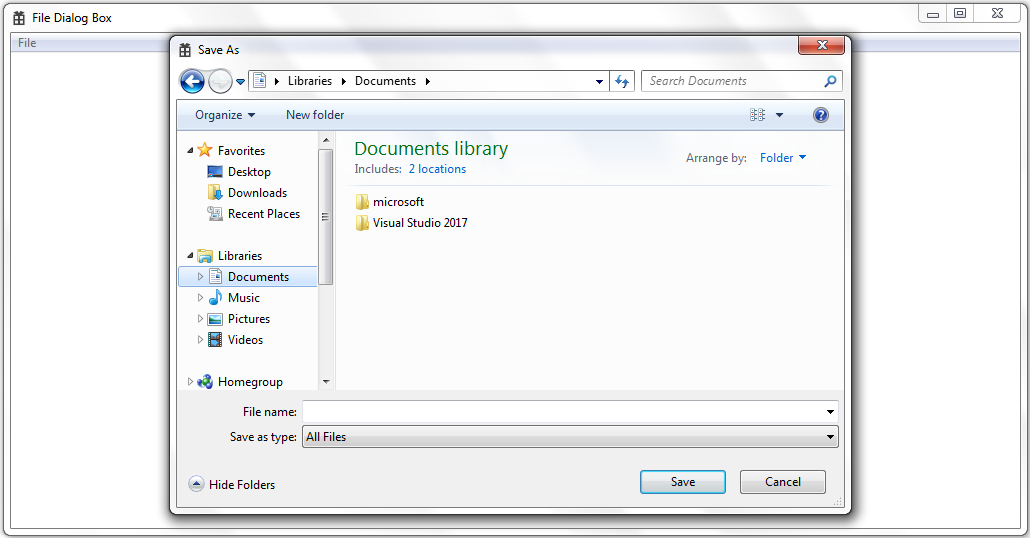 File Dialog Box
File
Save As
Libraries Documents
Search Documents
Organize New folder
Favorites
Desktop
Downloads
Recent Places
Libraries
Documents
Music
Pictures
Videos
Homegroup
Documents library
Includes: 2 locations
Arrange by: Folder
microsoft
Visual Studio 2017
File name:
Save as type: All Files
Hide Folders
Save Cancel